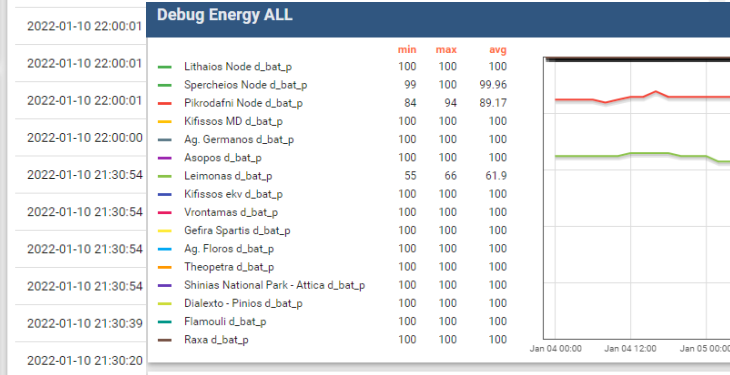 2022-01-10 22:00:01
2022-01-10 22:00:01
2022-01-10 22:00:01
2022-01-10 22:00:00
2022-01-10 21:30:54
2022-01-10 21:30:54
2022-01-10 21:30:54
2022-01-10 21:30:54
2022-01-10 21:30:39
2022-01-10 21:30:20
Debug Energy ALL
min max avg
Lithaios Node d_bat_p 100 100 100
Spercheios Node d_bat_p 99 100 99.96
Pikrodafni Node d_bat_p 84 94 89.17
Kifissos MD d_bat_p 100 100 100
Ag. Germanos d_bat_p 100 100 100
Asopos d_bat_p 100 100 100
Leimonas d_bat_p 55 66 61.9
Kifissos ekv d_bat_p 100 100 100
Vrontamas d_bat_p 100 100 100
Gefira Spartis d_bat_p 100 100 100
Ag. Floros d_bat_p 100 100 100
Theopetra d_bat_p 100 100 100
Shinias National Park - Attica d_bat_p 100 100 100
Dialexto - Pinios d_bat_p 100 100 100
Flamouli d_bat_p 100 100 100
Raxa d_bat_p 100 100 100
Jan 04 00:00 Jan 04 12:00 Jan 05 00:00